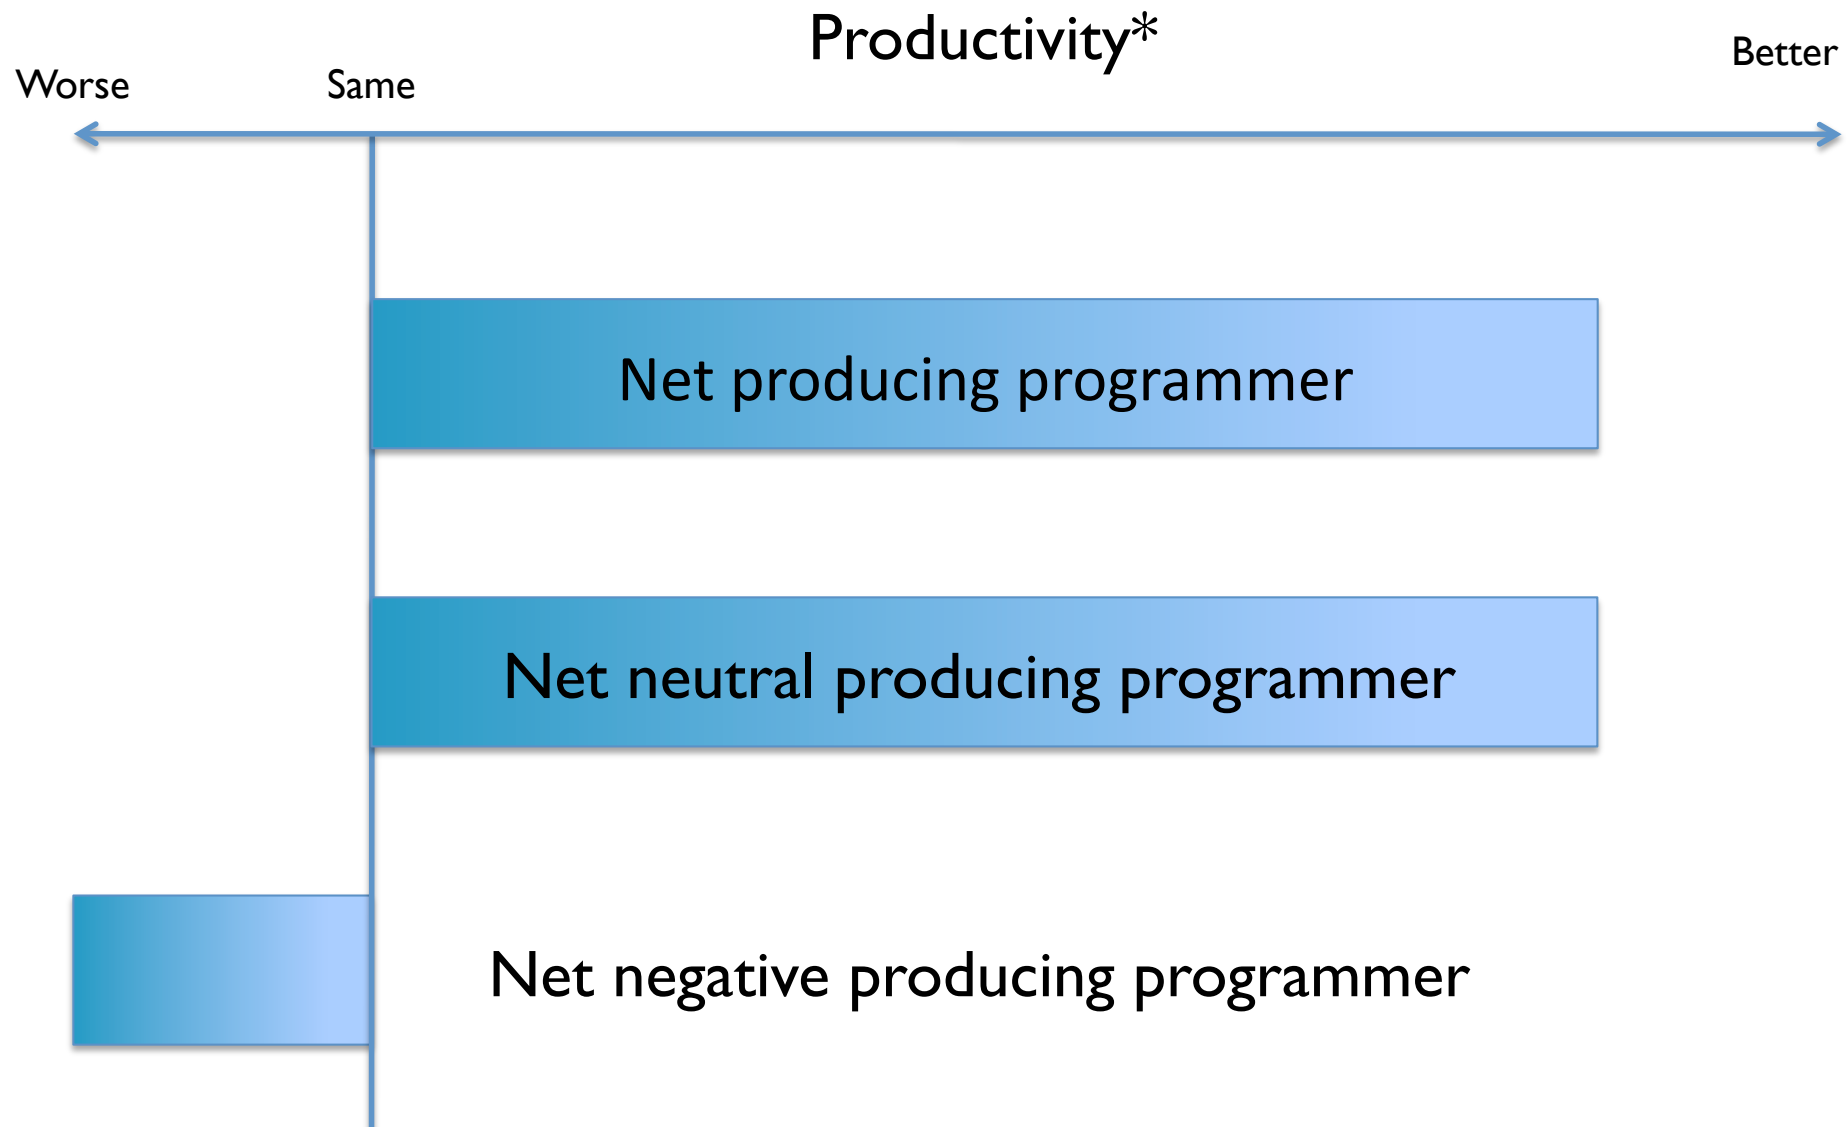 Productivity*
Worse
Same
Better
Net producing programmer
Net neutral producing programmer
Net negative producing programmer